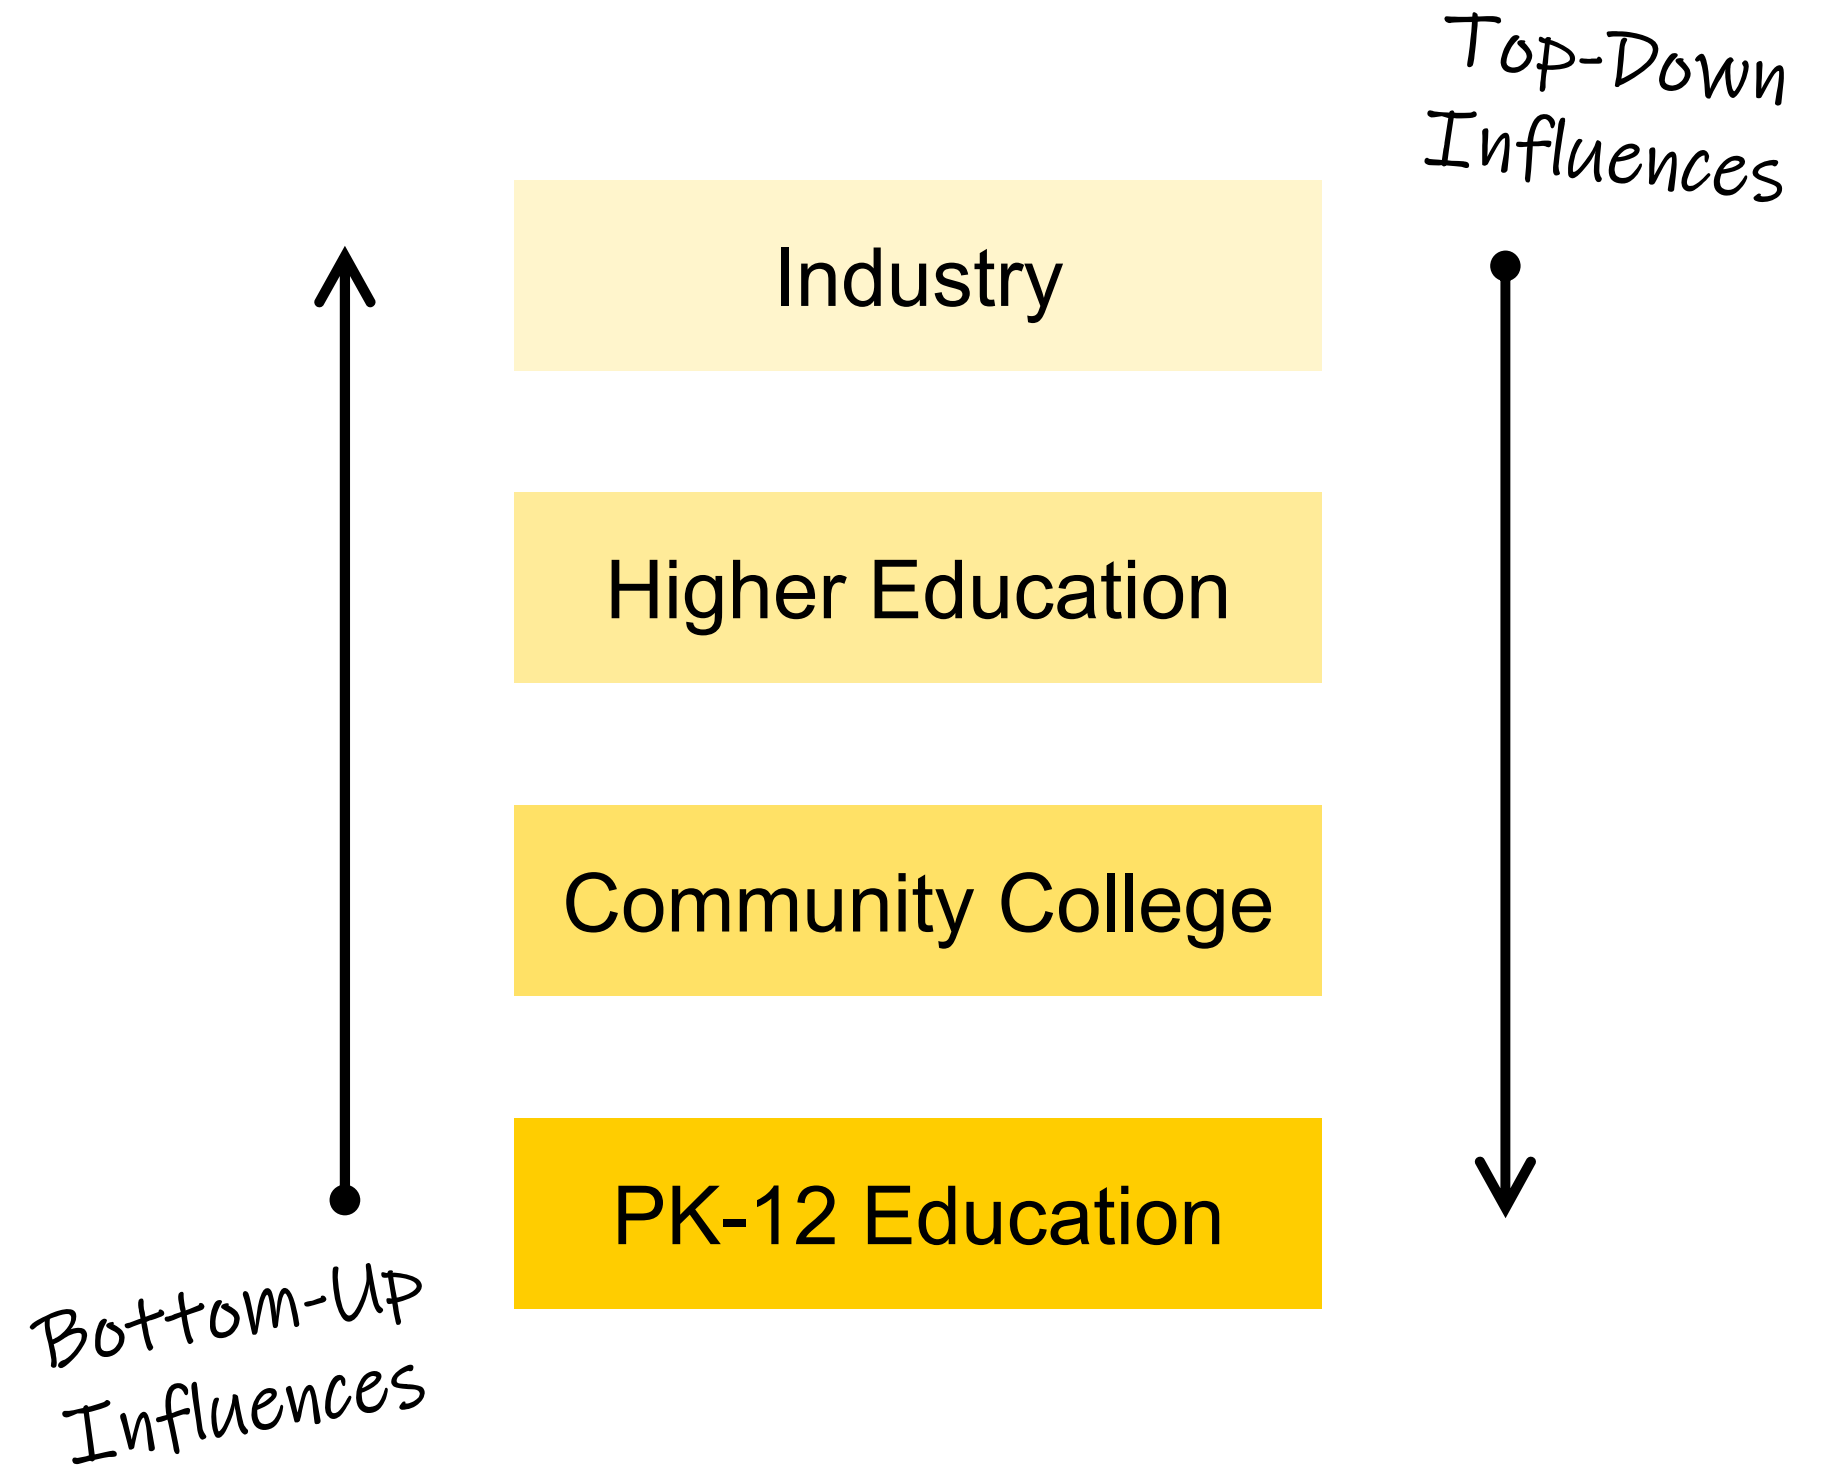 Top-Down
Influences
Industry
Higher Education
Community College
PK-12 Education
Bottom-Up
Influences